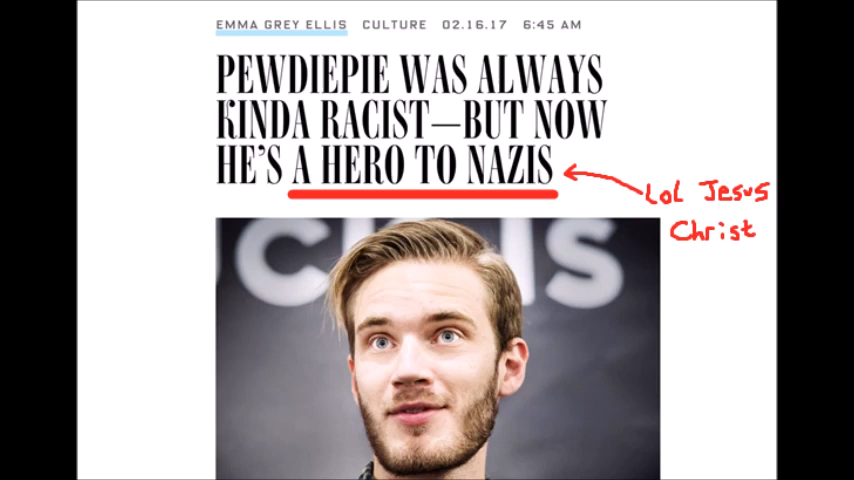 EMMA GREY ELLIS CULTURE 02.16.17 6:45 AM
PEWDIEPIE WAS ALWAYS
KINDA RACIST—BUT NOW
HE'S A HERO TO NAZIS
Lol Jesus
Christ